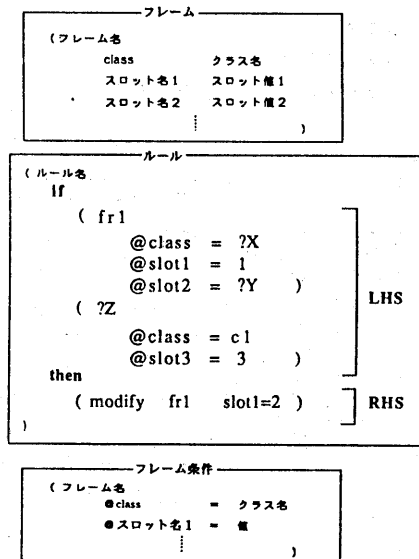 フレーム
(フレーム名
class クラス名
スロット名1 スロット値1
スロット名2 スロット値2
)
ルール
(ルール名
if
( fr1
@class = ?X
@slot1 = 1
@slot2 = ?Y )
( ?Z
@class = c1
@slot3 = 3 )
then
( modify fr1 slot1=2 )
)
LHS
RHS
フレーム条件
(フレーム名
@class = クラス名
@スロット名1 = 値
)